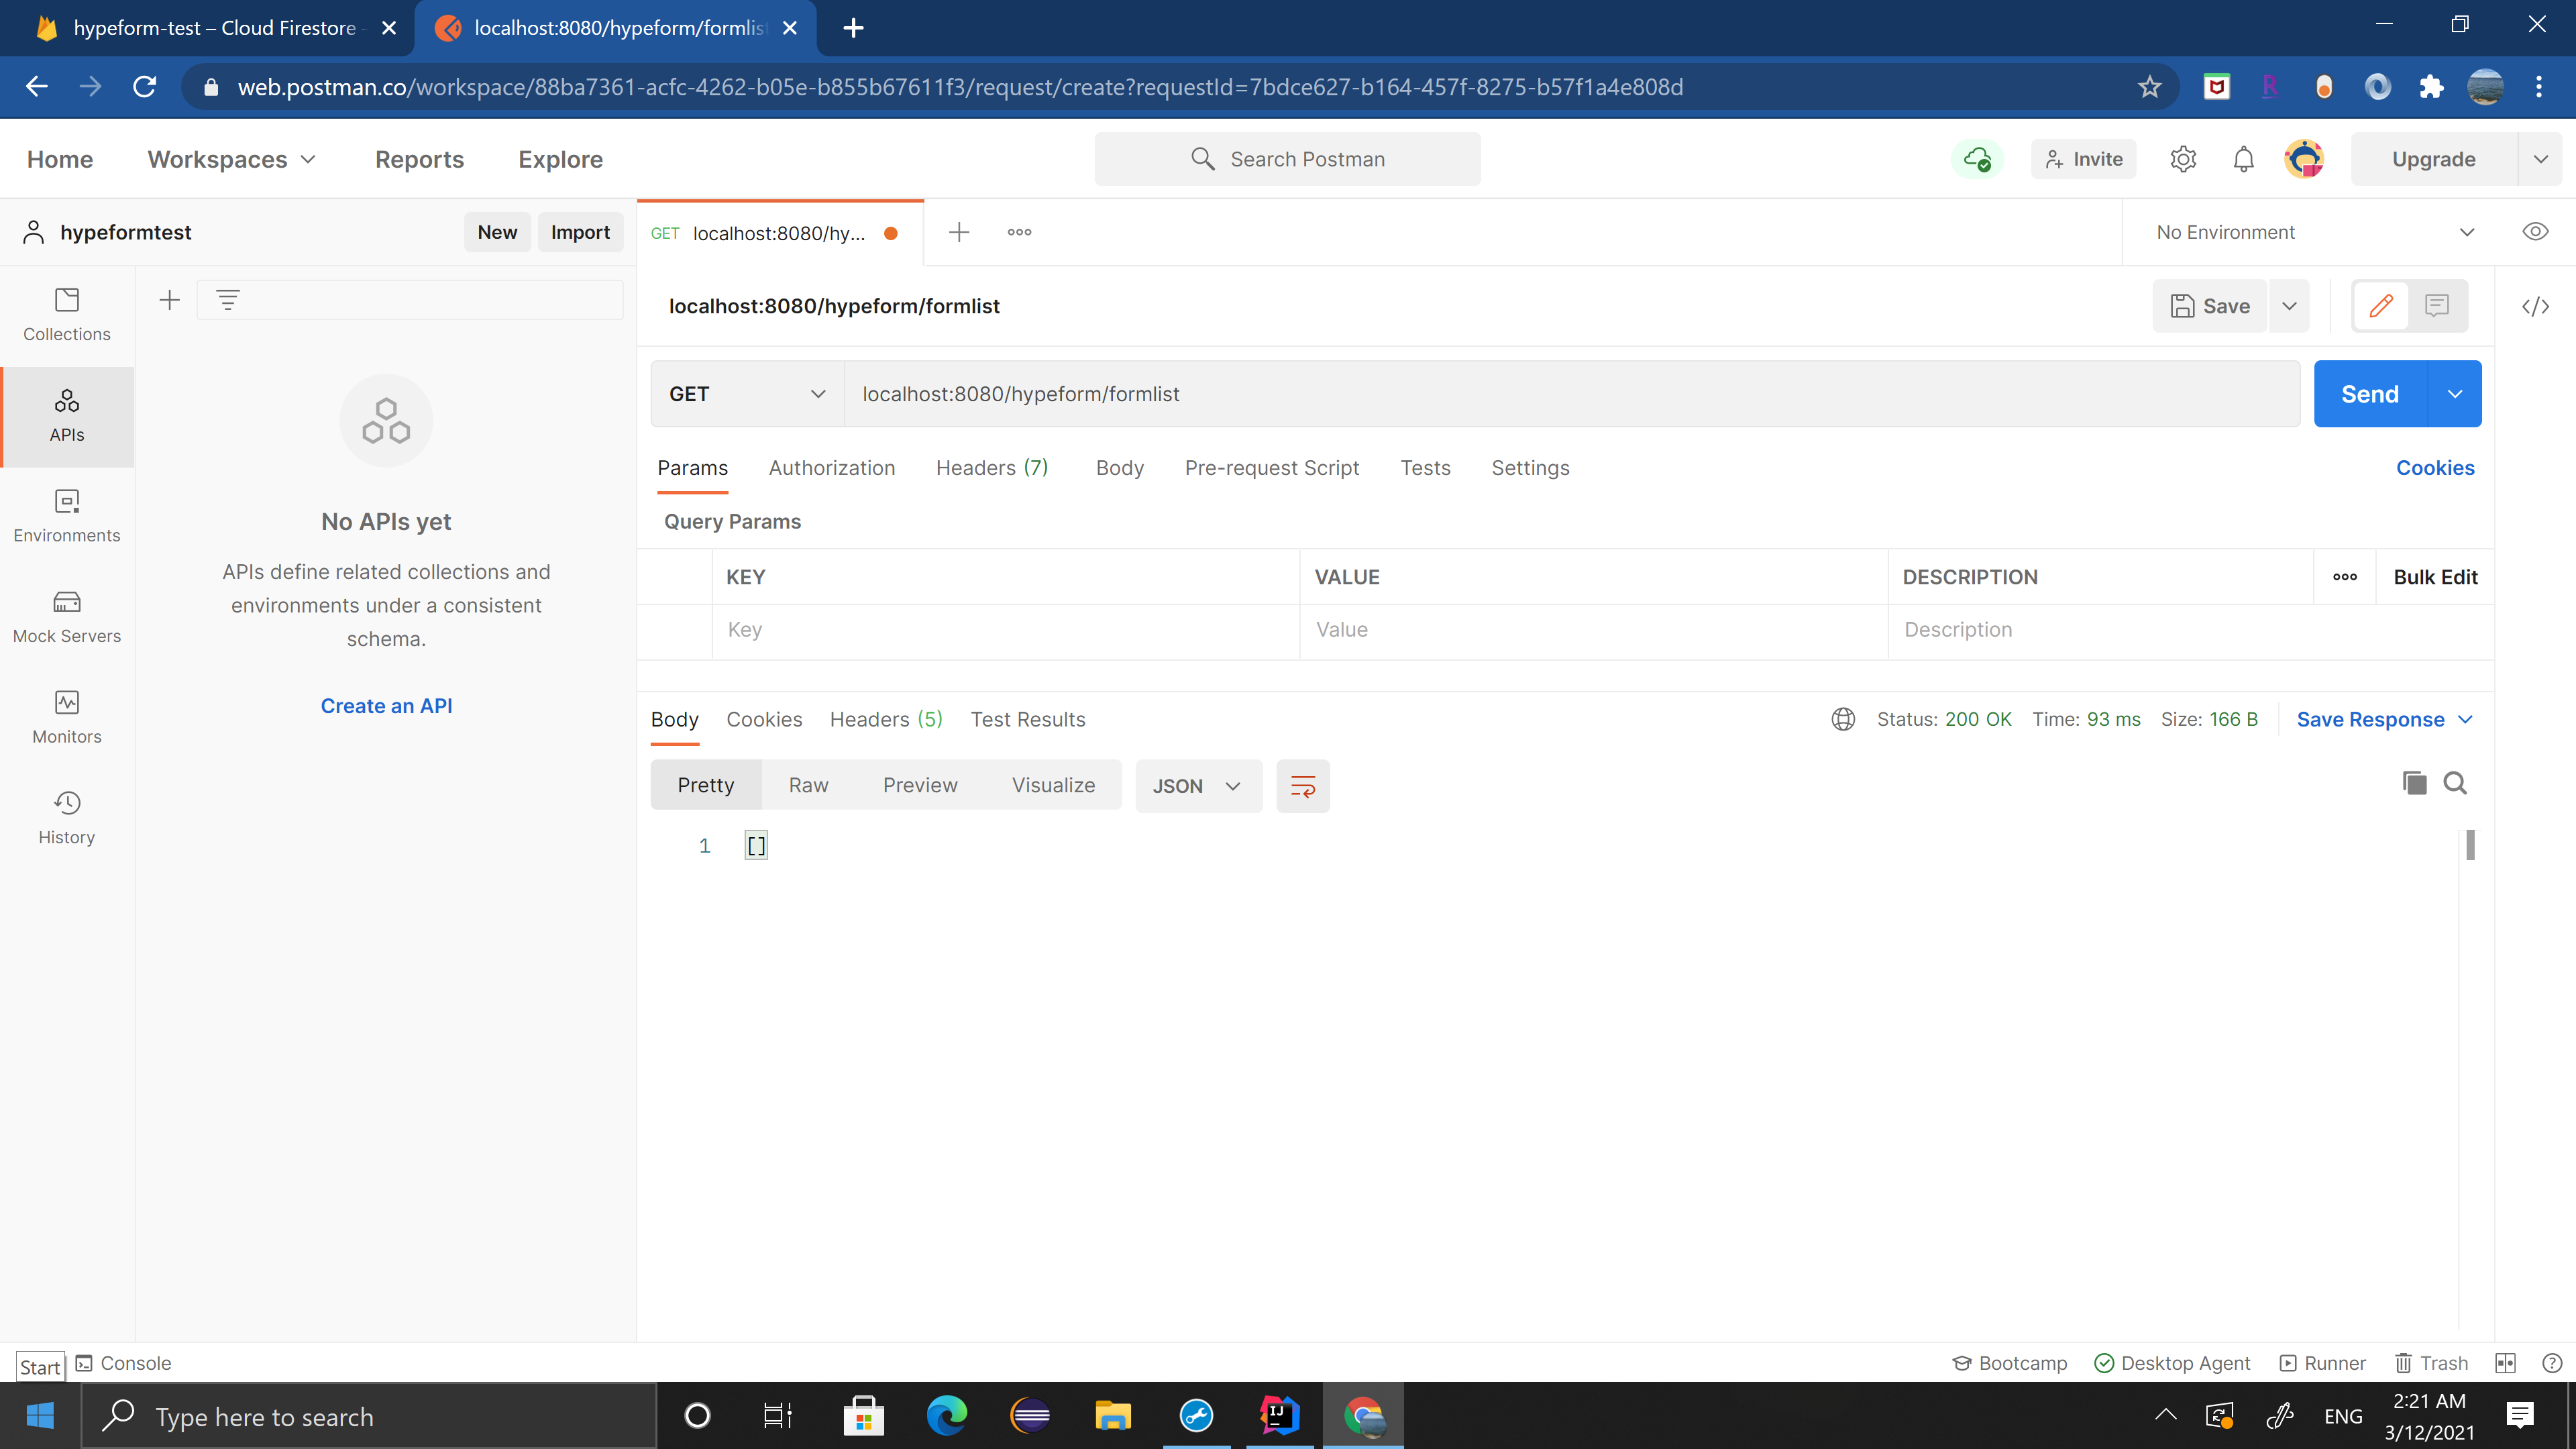 hypeform-test – Cloud Firestore -
localhost:8080/hypeform/formlis
web.postman.co/workspace/88ba7361-acfc-4262-b05e-b855b67611f3/request/create?requestId=7bdce627-b164-457f-8275-b57f1a4e808d
Home Workspaces Reports Explore
Search Postman
Invite
Upgrade
hypeformtest
New
Import
GET localhost:8080/hy...
No Environment
Collections
APIs
Environments
Mock Servers
Monitors
History
No APIs yet
APIs define related collections and
environments under a consistent
schema.
Create an API
localhost:8080/hypeform/formlist
Save
GET
localhost:8080/hypeform/formlist
Send
Params Authorization Headers (7) Body Pre-request Script Tests Settings Cookies
Query Params
KEY VALUE DESCRIPTION Bulk Edit
Key Value Description
Body Cookies Headers (5) Test Results
Status: 200 OK Time: 93 ms Size: 166 B Save Response
Pretty Raw Preview Visualize JSON
1 []
Start
Console
Bootcamp Desktop Agent Runner Trash
Type here to search
IJ
ENG
2:21 AM
3/12/2021